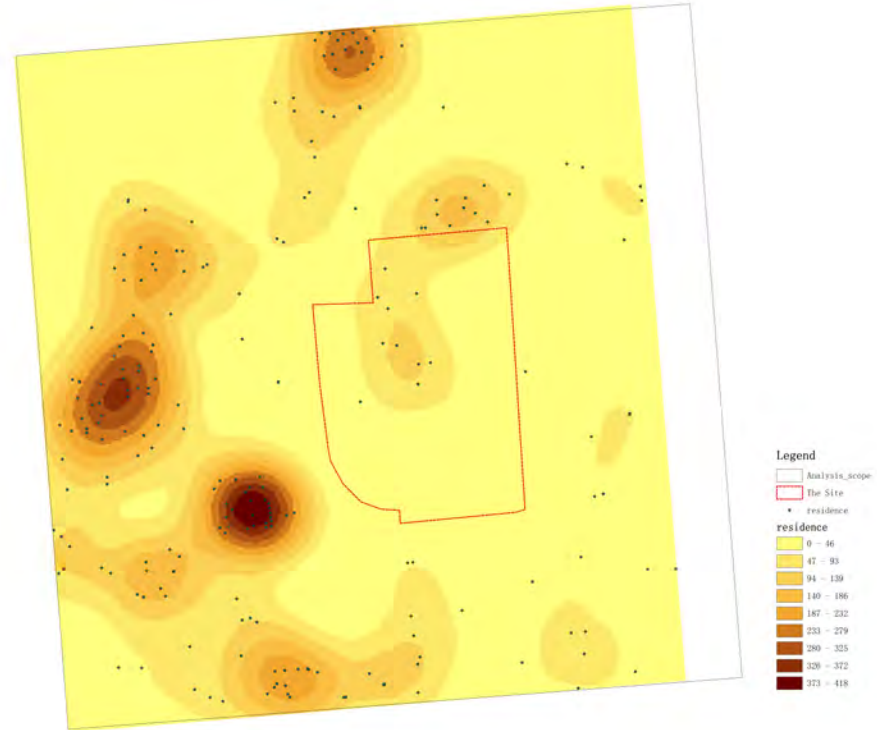 Legend
Analysis_scope
The Site
residence
residence
0 - 46
47 - 93
94 - 139
140 - 186
187 - 232
233 - 279
280 - 325
326 - 372
373 - 418